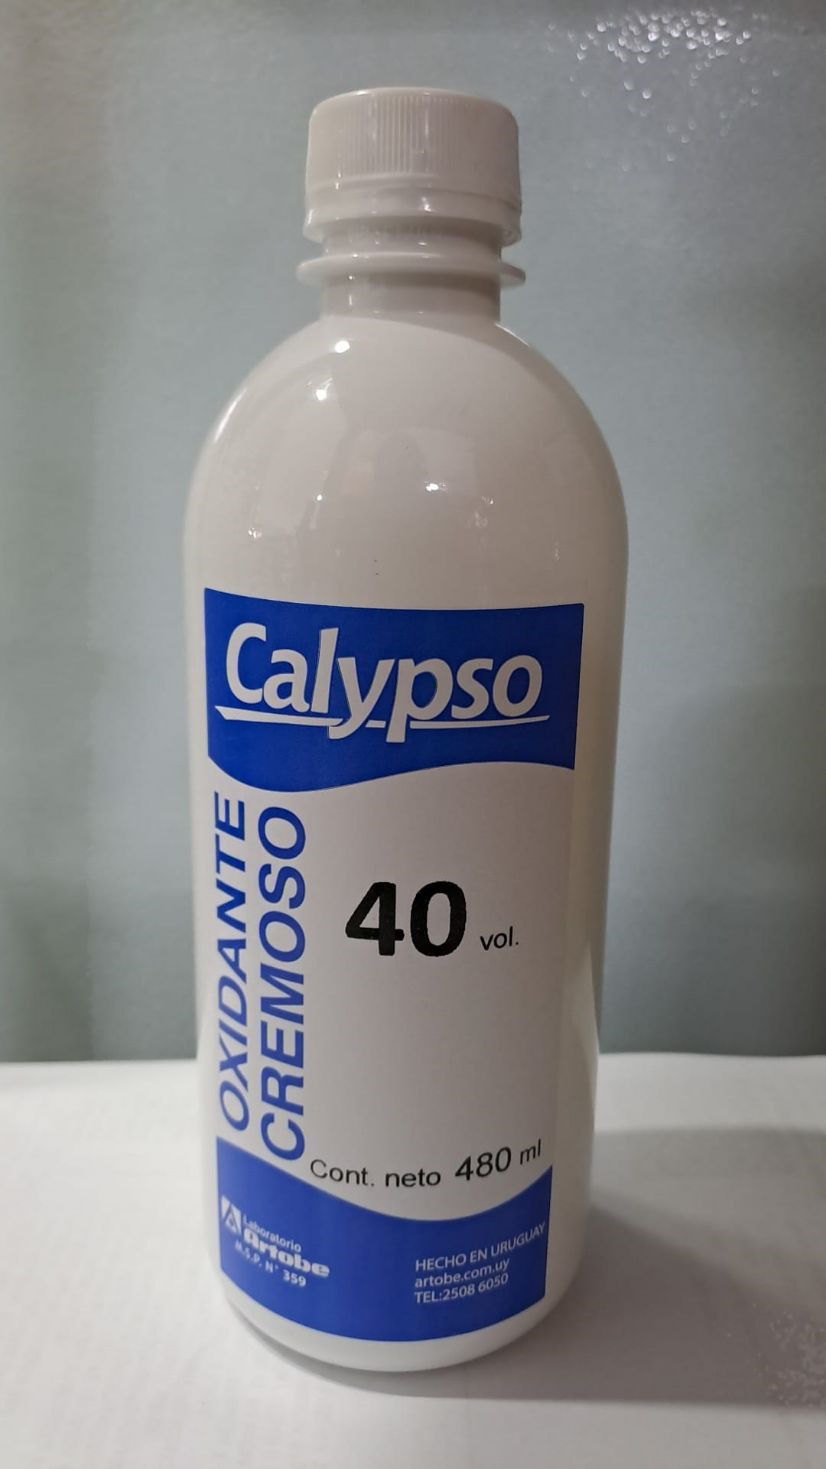 Calypso
OXIDANTE
CREMOSO
40 vol.
Cont. neto 480 ml
Laboratorio
Artobe
M.S.P. N° 359
HECHO EN URUGUAY
artobe.com.uy
TEL:2508 6050